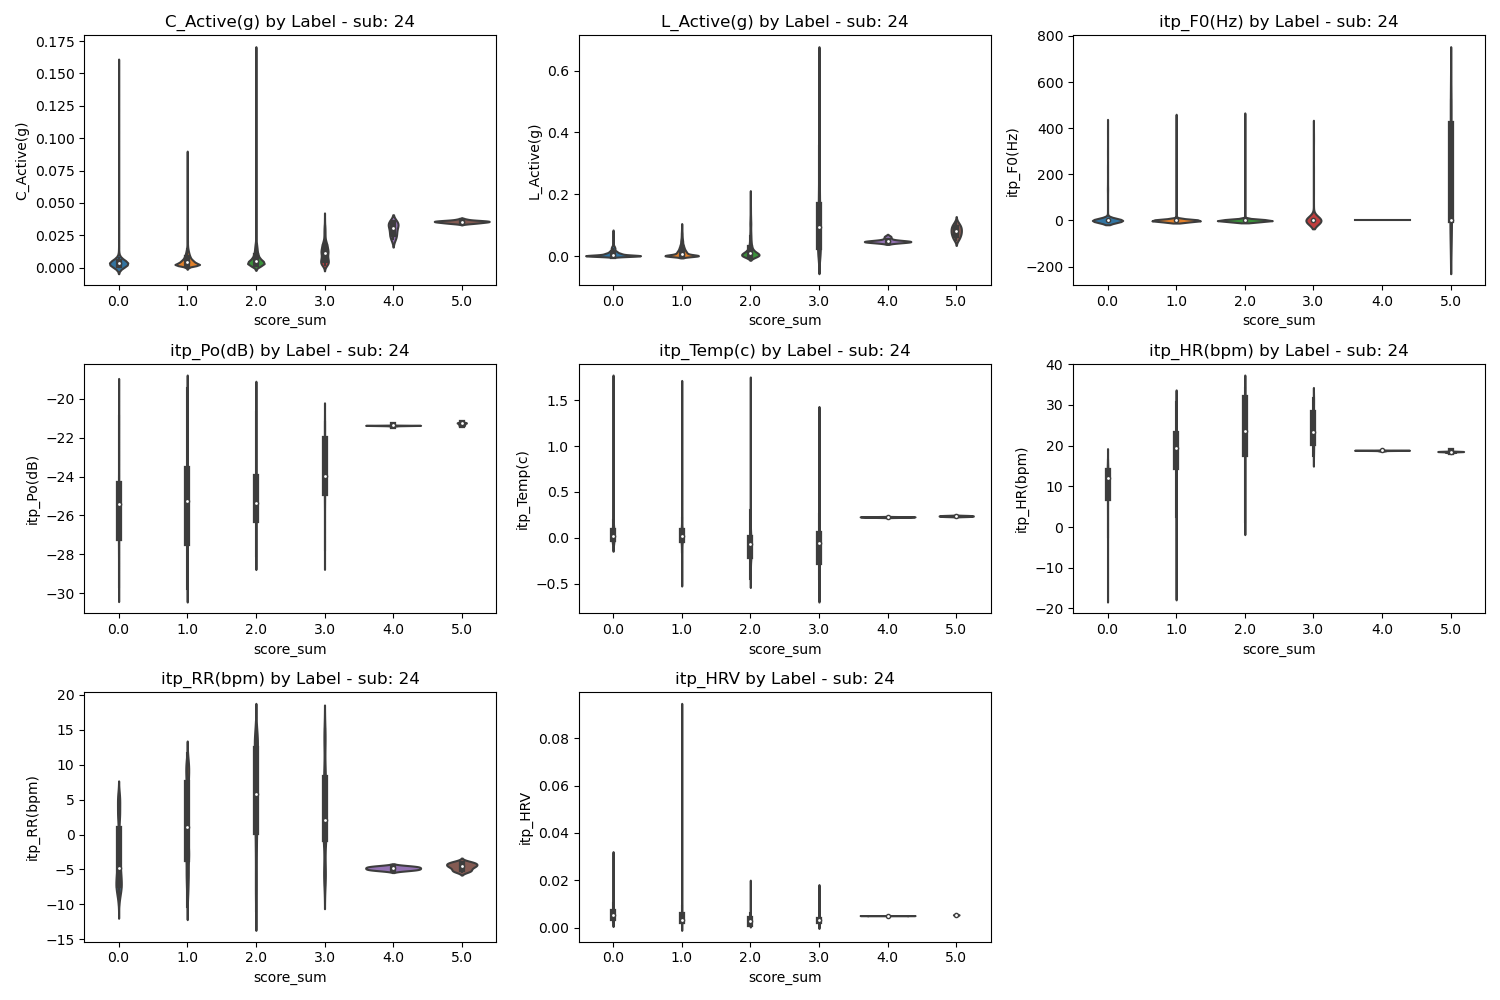 C_Active(g) by Label - sub: 24
C_Active(g)
0.175
0.150
0.125
0.100
0.075
0.050
0.025
0.000
0.0 1.0 2.0 3.0 4.0 5.0
score_sum
L_Active(g) by Label - sub: 24
L_Active(g)
0.6
0.4
0.2
0.0
0.0 1.0 2.0 3.0 4.0 5.0
score_sum
itp_F0(Hz) by Label - sub: 24
itp_F0(Hz)
800
600
400
200
0
−200
0.0 1.0 2.0 3.0 4.0 5.0
score_sum
itp_Po(dB) by Label - sub: 24
itp_Po(dB)
−20
−22
−24
−26
−28
−30
0.0 1.0 2.0 3.0 4.0 5.0
score_sum
itp_Temp(c) by Label - sub: 24
itp_Temp(c)
1.5
1.0
0.5
0.0
−0.5
0.0 1.0 2.0 3.0 4.0 5.0
score_sum
itp_HR(bpm) by Label - sub: 24
itp_HR(bpm)
40
30
20
10
0
−10
−20
0.0 1.0 2.0 3.0 4.0 5.0
score_sum
itp_RR(bpm) by Label - sub: 24
itp_RR(bpm)
20
15
10
5
0
−5
−10
−15
0.0 1.0 2.0 3.0 4.0 5.0
score_sum
itp_HRV by Label - sub: 24
itp_HRV
0.08
0.06
0.04
0.02
0.00
0.0 1.0 2.0 3.0 4.0 5.0
score_sum